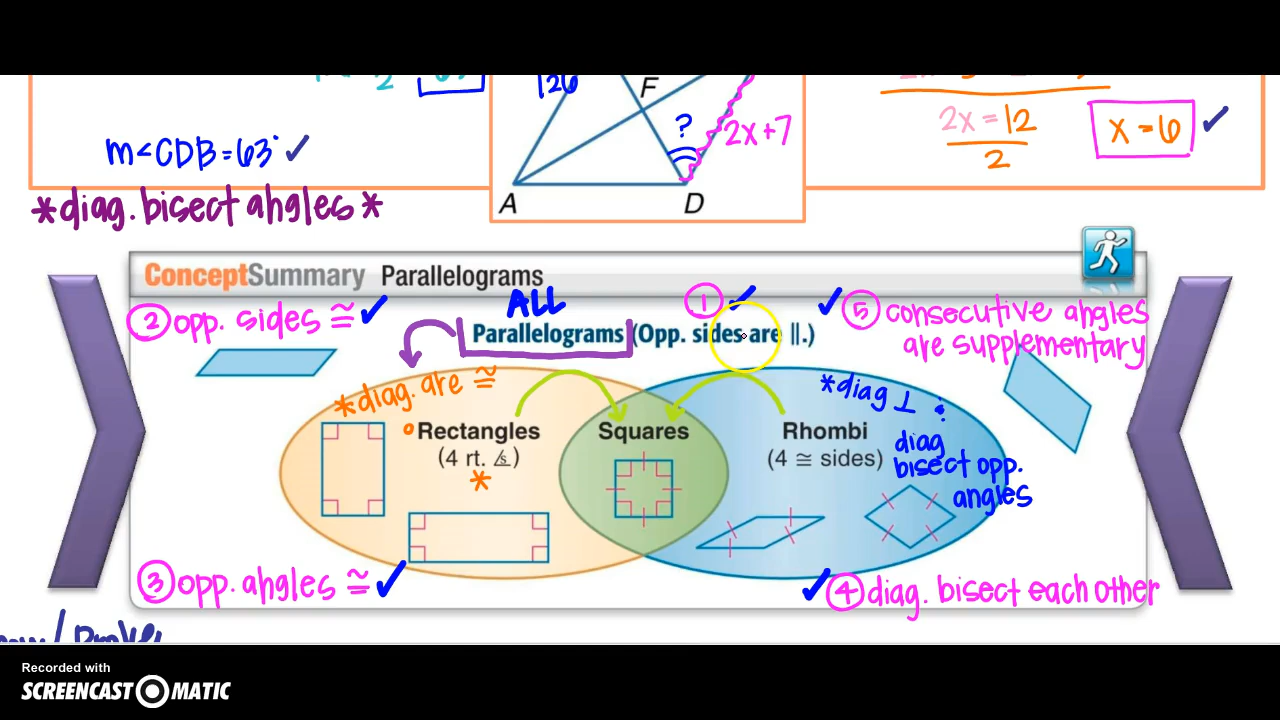 126
F
?
2x+7
2x = 12
2
x = 6
m<CDB = 63°
A
D
*diag. bisect angles*
ConceptSummary Parallelograms
ALL
① 
② opp. sides ≅
⑤ consecutive angles
are supplementary
Parallelograms (Opp. sides are ||.)
*diag. are ≅
*diag ⊥
Rectangles
(4 rt. ∠s)
*
Squares
Rhombi
(4 ≅ sides)
diag
bisect opp.
angles
③ opp. angles ≅
④ diag. bisect each other
Recorded with
SCREENCAST-O-MATIC